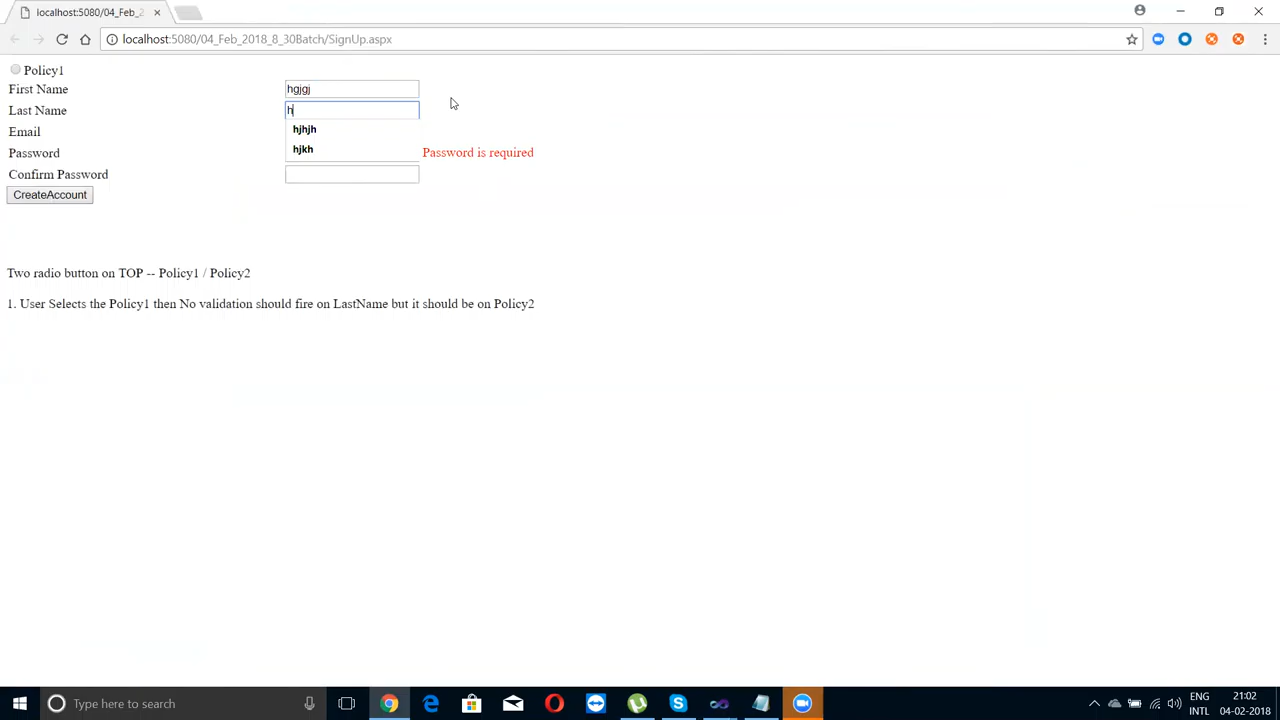 localhost:5080/04_Feb_2
localhost:5080/04_Feb_2018_8_30Batch/SignUp.aspx
Policy1
First Name
hgjgj
Last Name
h
Email
hjhjh
hjkh
Password
Password is required
Confirm Password
CreateAccount
Two radio button on TOP -- Policy1 / Policy2
1. User Selects the Policy1 then No validation should fire on LastName but it should be on Policy2
Type here to search
ENG
INTL
21:02
04-02-2018